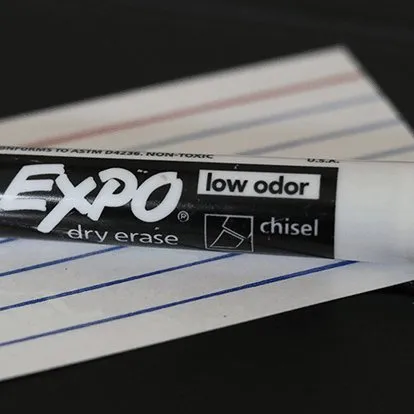 CONFORMS TO ASTM D4236. NON-TOXIC
U.S.A.
EXPO®
low odor
dry erase
chisel